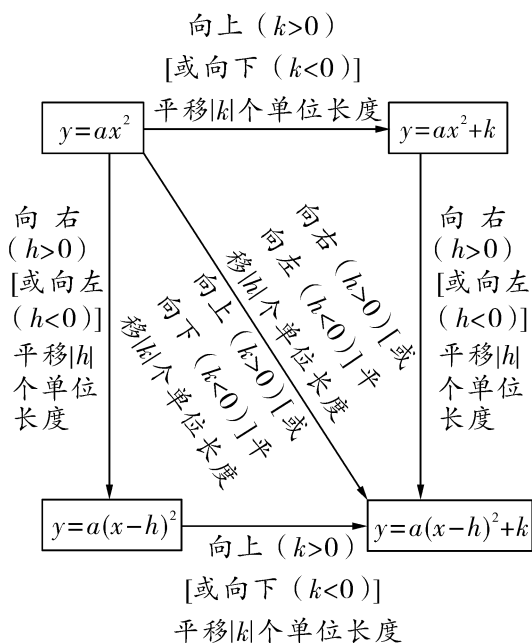 向上（k>0）
[或向下（k<0）]
平移|k|个单位长度
y=ax²
y=ax²+k
向右
（h>0）
[或向左
（h<0）]
平移|h|
个单位
长度
向右（h>0）[或
向左（h<0）]平
移|h|个单位长度
向上（k>0）[或
向下（k<0）]平
移|k|个单位长度
向右
（h>0）
[或向左
（h<0）]
平移|h|
个单位
长度
y=a(x-h)²
y=a(x-h)²+k
向上（k>0）
[或向下（k<0）]
平移|k|个单位长度